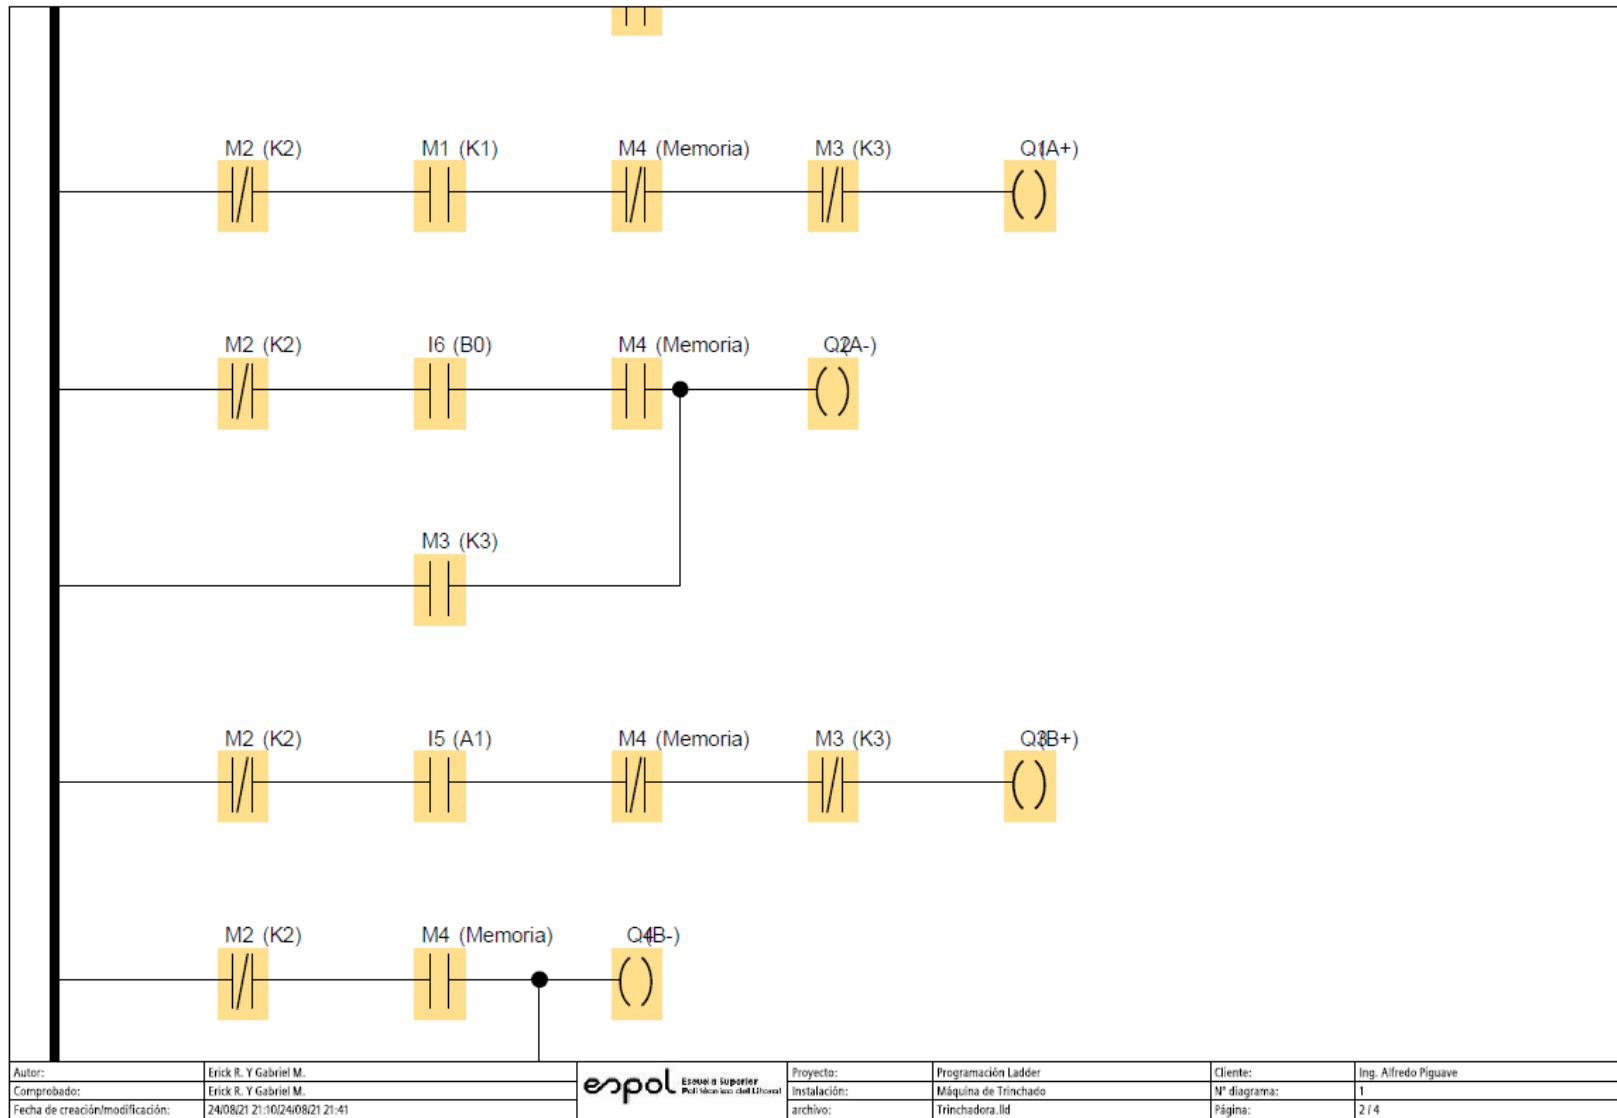 M2 (K2) M1 (K1) M4 (Memoria) M3 (K3) Q1(A+)
M2 (K2) I6 (B0) M4 (Memoria) Q2(A-)
M3 (K3)
M2 (K2) I5 (A1) M4 (Memoria) M3 (K3) Q3(B+)
M2 (K2) M4 (Memoria) Q4(B-)
Autor: Erick R. Y Gabriel M.
Comprobado: Erick R. Y Gabriel M.
Fecha de creación/modificación: 24/08/21 21:10/24/08/21 21:41
espol Escuela Superior
Politécnica del Litoral
Proyecto: Programación Ladder
Instalación: Máquina de Trinchado
archivo: Trinchadora.lld
Cliente: Ing. Alfredo Piguave
N° diagrama: 1
Página: 2 / 4